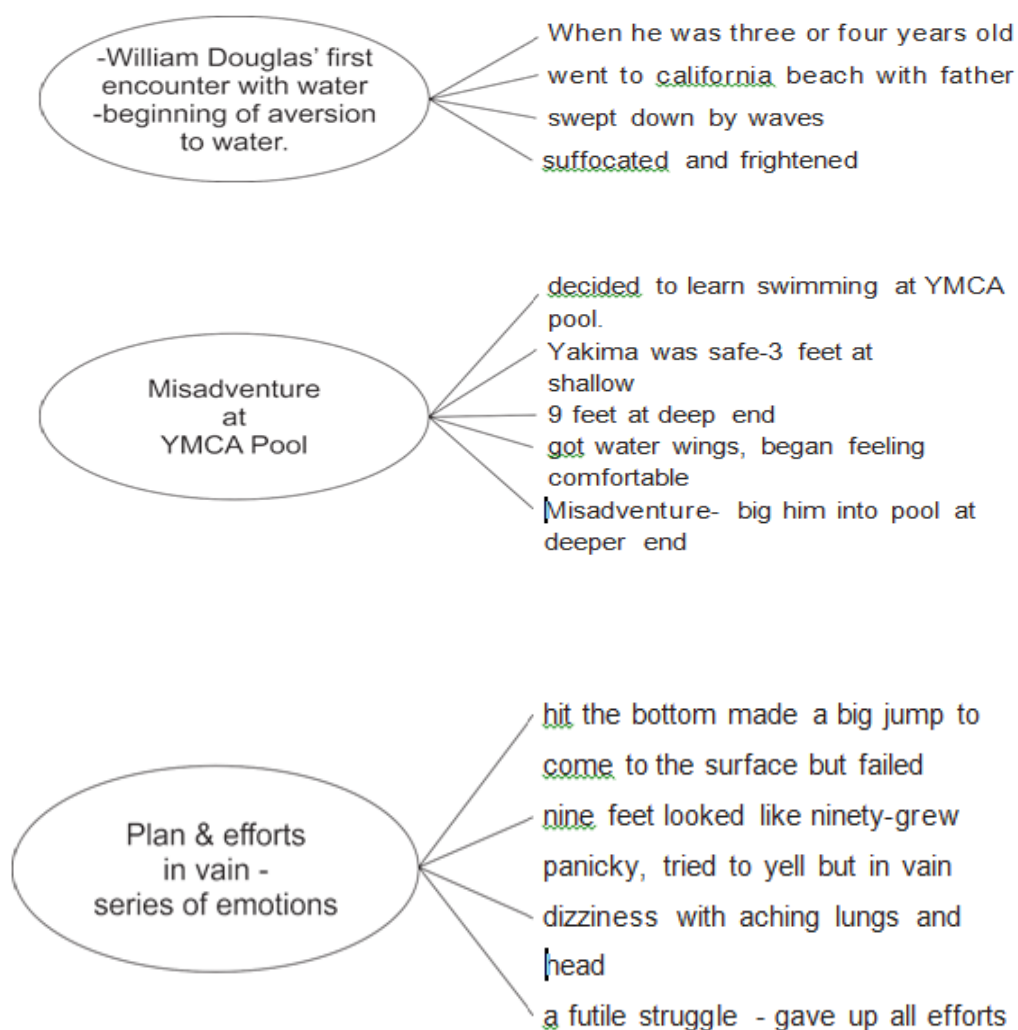 -William Douglas' first
encounter with water
-beginning of aversion
to water.
When he was three or four years old
went to california beach with father
swept down by waves
suffocated and frightened
Misadventure
at
YMCA Pool
decided to learn swimming at YMCA
pool.
Yakima was safe-3 feet at
shallow
9 feet at deep end
got water wings, began feeling
comfortable
Misadventure- big him into pool at
deeper end
Plan & efforts
in vain -
series of emotions
hit the bottom made a big jump to
come to the surface but failed
nine feet looked like ninety-grew
panicky, tried to yell but in vain
dizziness with aching lungs and
head
a futile struggle - gave up all efforts